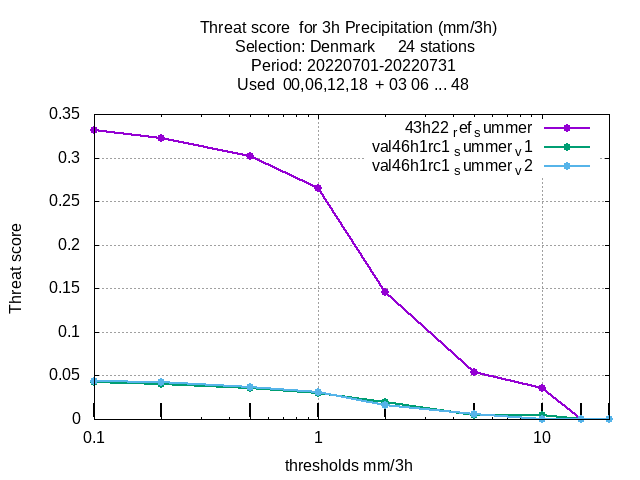 Threat score  for 3h Precipitation (mm/3h)
Selection: Denmark     24 stations
Period: 20220701-20220731
Used  00,06,12,18  + 03 06 ... 48
43h22 ref summer
val46h1rc1 summer v1
val46h1rc1 summer v2
Threat score
0.35
0.3
0.25
0.2
0.15
0.1
0.05
0
0.1 1 10
thresholds mm/3h